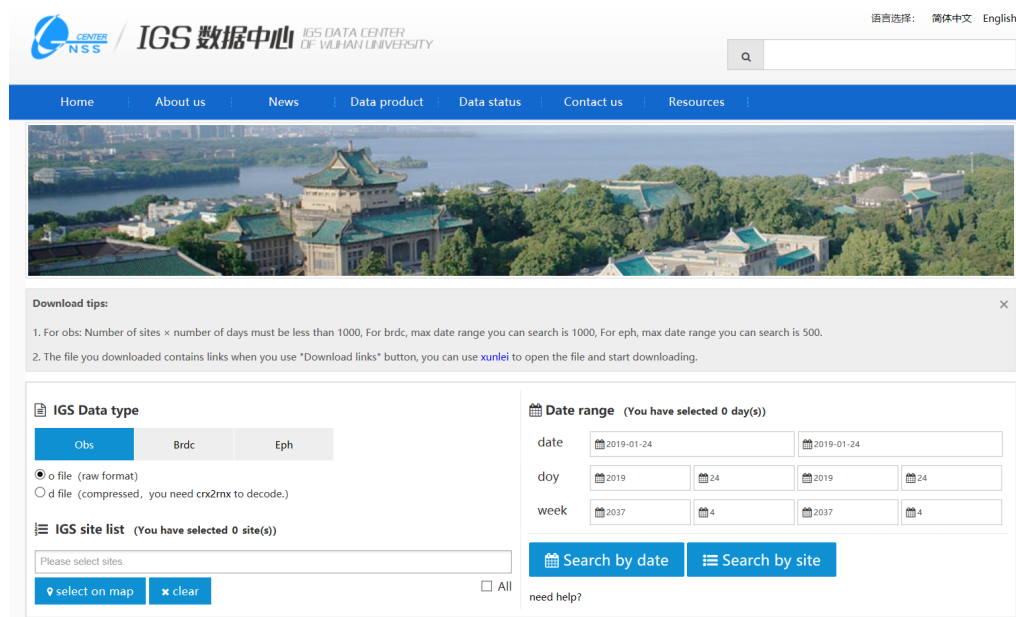 语言选择: 简体中文 English
CENTER
NSS
IGS 数据中心 IGS DATA CENTER
OF WUHAN UNIVERSITY
Home About us News Data product Data status Contact us Resources
Download tips:
1. For obs: Number of sites × number of days must be less than 1000, For brdc, max date range you can search is 1000, For eph, max date range you can search is 500.
2. The file you downloaded contains links when you use "Download links" button, you can use xunlei to open the file and start downloading.
IGS Data type
Obs Brdc Eph
o file (raw format)
d file (compressed, you need crx2rnx to decode.)
IGS site list (You have selected 0 site(s))
Please select sites.
select on map clear All
Date range (You have selected 0 day(s))
date 2019-01-24 2019-01-24
doy 2019 24 2019 24
week 2037 4 2037 4
Search by date Search by site
need help?